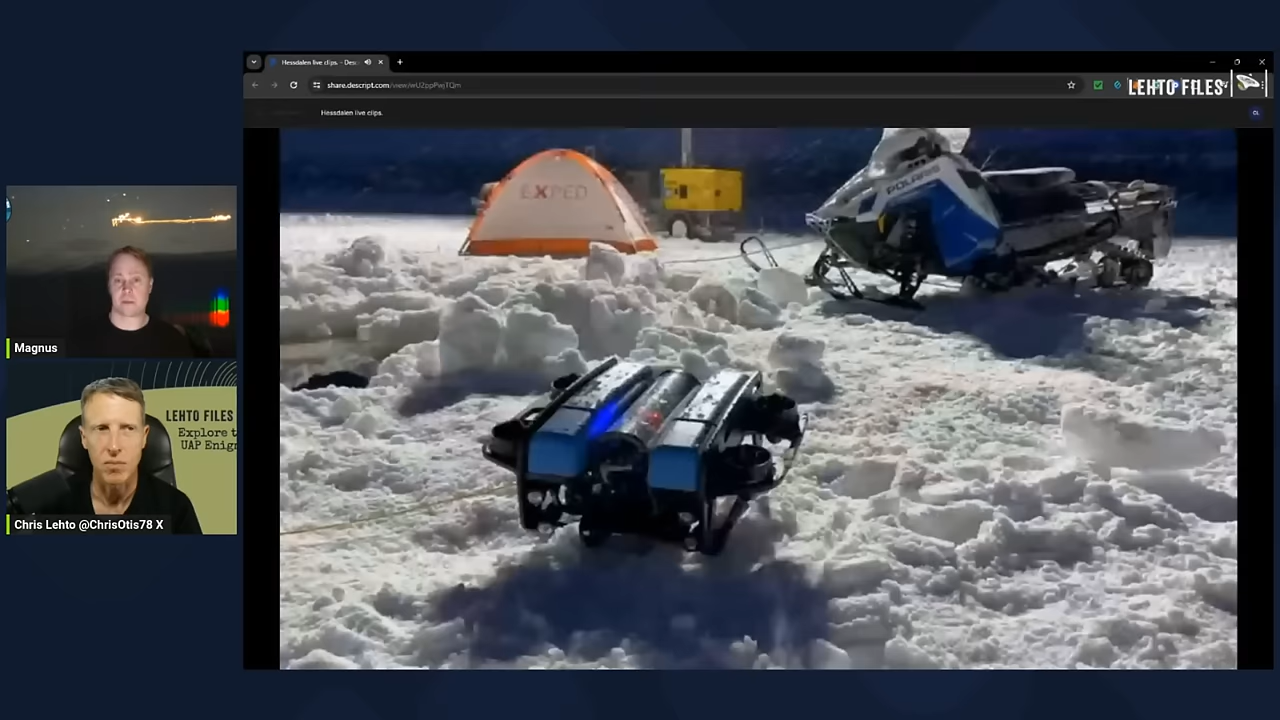 Hessdalen live clips. – Desc
share.descript.com/view/
LEHTO FILES
Hessdalen live clips.
CL
EXPED
POLARIS
Magnus
LEHTO FILES
Explore t
UAP Enig
Chris Lehto @ChrisOtis78 X